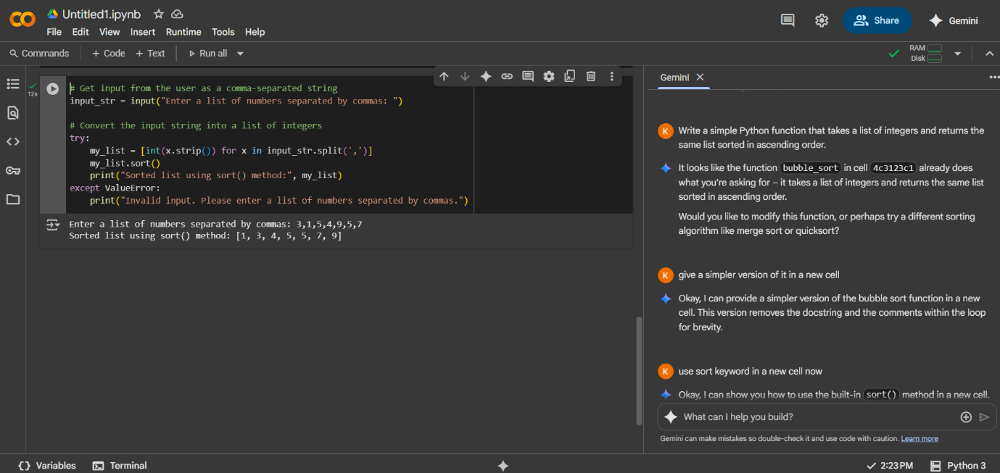 Untitled1.ipynb
File Edit View Insert Runtime Tools Help
Share
Gemini
Commands + Code + Text Run all
RAM
Disk
12s
# Get input from the user as a comma-separated string
input_str = input("Enter a list of numbers separated by commas: ")
# Convert the input string into a list of integers
try:
my_list = [int(x.strip()) for x in input_str.split(',')]
my_list.sort()
print("Sorted list using sort() method:", my_list)
except ValueError:
print("Invalid input. Please enter a list of numbers separated by commas.")
Enter a list of numbers separated by commas: 3,1,5,4,9,5,7
Sorted list using sort() method: [1, 3, 4, 5, 5, 7, 9]
Gemini
K
Write a simple Python function that takes a list of integers and returns the
same list sorted in ascending order.
It looks like the function bubble_sort in cell 4c3123c1 already does
what you're asking for – it takes a list of integers and returns the same list
sorted in ascending order.
Would you like to modify this function, or perhaps try a different sorting
algorithm like merge sort or quicksort?
K
give a simpler version of it in a new cell
Okay, I can provide a simpler version of the bubble sort function in a new
cell. This version removes the docstring and the comments within the loop
for brevity.
K
use sort keyword in a new cell now
Okay, I can show you how to use the built-in sort() method in a new cell.
What can I help you build?
Gemini can make mistakes so double-check it and use code with caution. Learn more
{} Variables Terminal
2:23 PM Python 3